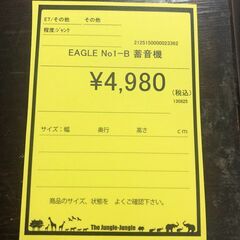 ET/その他 その他
程度:ジャンク
2125150000023362
EAGLE No1-B 蓄音機
¥4,980
(税込)
130625
サイズ:幅 奥行 高さ cm
商品のサイズ、状態を よくご確認下さい。
The Jungle-Jungle